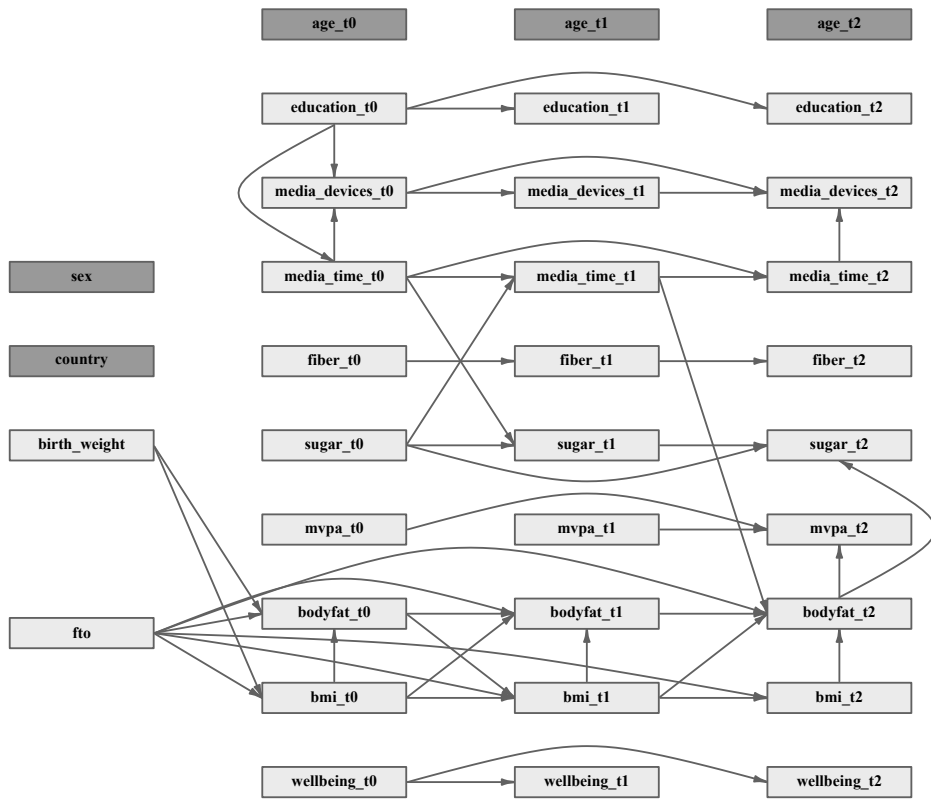 age_t0 age_t1 age_t2
education_t0 education_t1 education_t2
media_devices_t0 media_devices_t1 media_devices_t2
sex media_time_t0 media_time_t1 media_time_t2
country fiber_t0 fiber_t1 fiber_t2
birth_weight sugar_t0 sugar_t1 sugar_t2
mvpa_t0 mvpa_t1 mvpa_t2
bodyfat_t0 bodyfat_t1 bodyfat_t2
fto
bmi_t0 bmi_t1 bmi_t2
wellbeing_t0 wellbeing_t1 wellbeing_t2